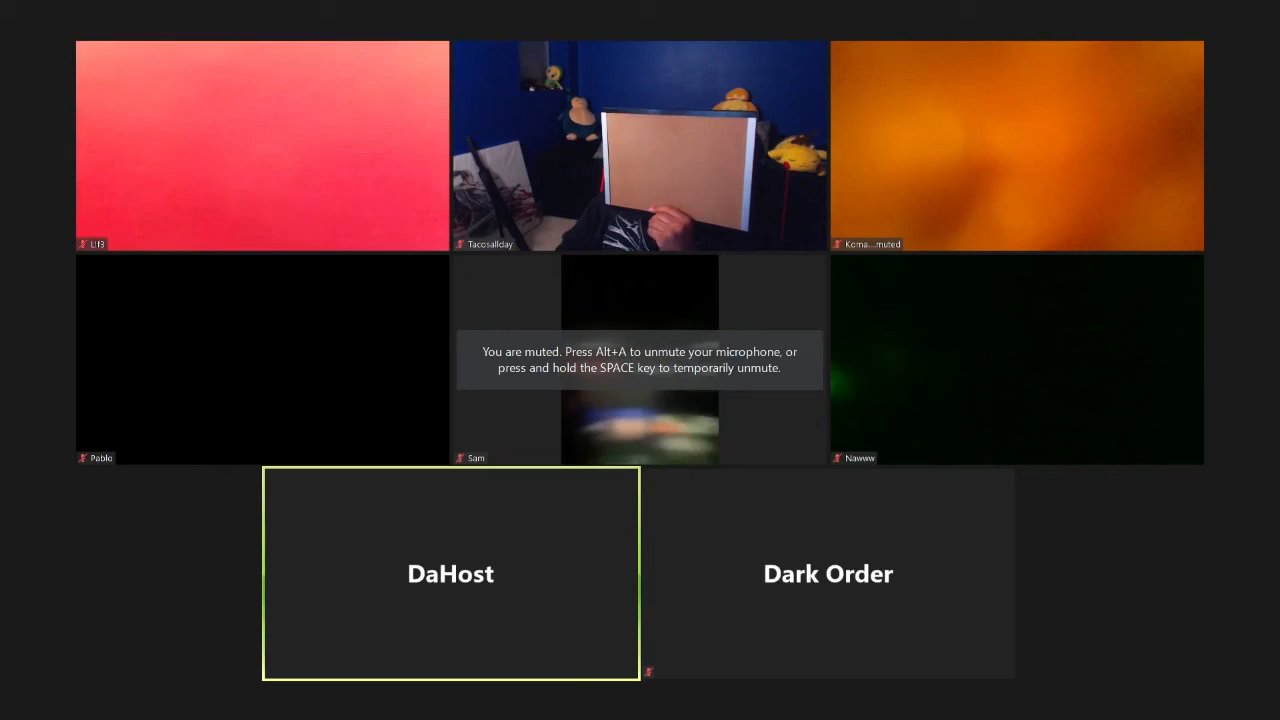 L!f3
Tacosallday
Koma...muted
Pablo
You are muted. Press Alt+A to unmute your microphone, or
press and hold the SPACE key to temporarily unmute.
Sam
Nawww
DaHost
Dark Order